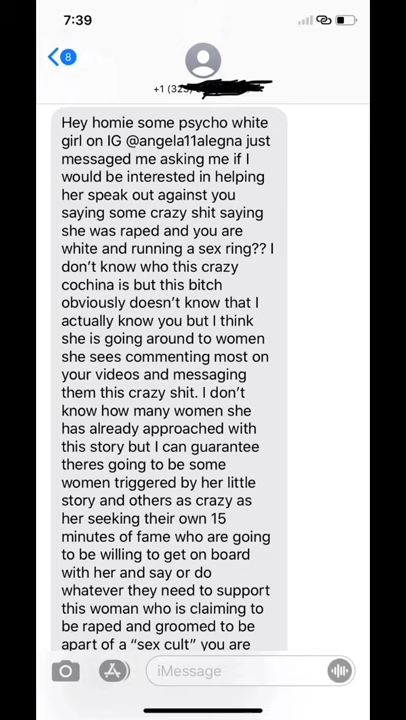 7:39
8
+1 (323
Hey homie some psycho white
girl on IG @angela11alegna just
messaged me asking me if I
would be interested in helping
her speak out against you
saying some crazy shit saying
she was raped and you are
white and running a sex ring?? I
don't know who this crazy
cochina is but this bitch
obviously doesn't know that I
actually know you but I think
she is going around to women
she sees commenting most on
your videos and messaging
them this crazy shit. I don't
know how many women she
has already approached with
this story but I can guarantee
theres going to be some
women triggered by her little
story and others as crazy as
her seeking their own 15
minutes of fame who are going
to be willing to get on board
with her and say or do
whatever they need to support
this woman who is claiming to
be raped and groomed to be
apart of a “sex cult” you are
iMessage